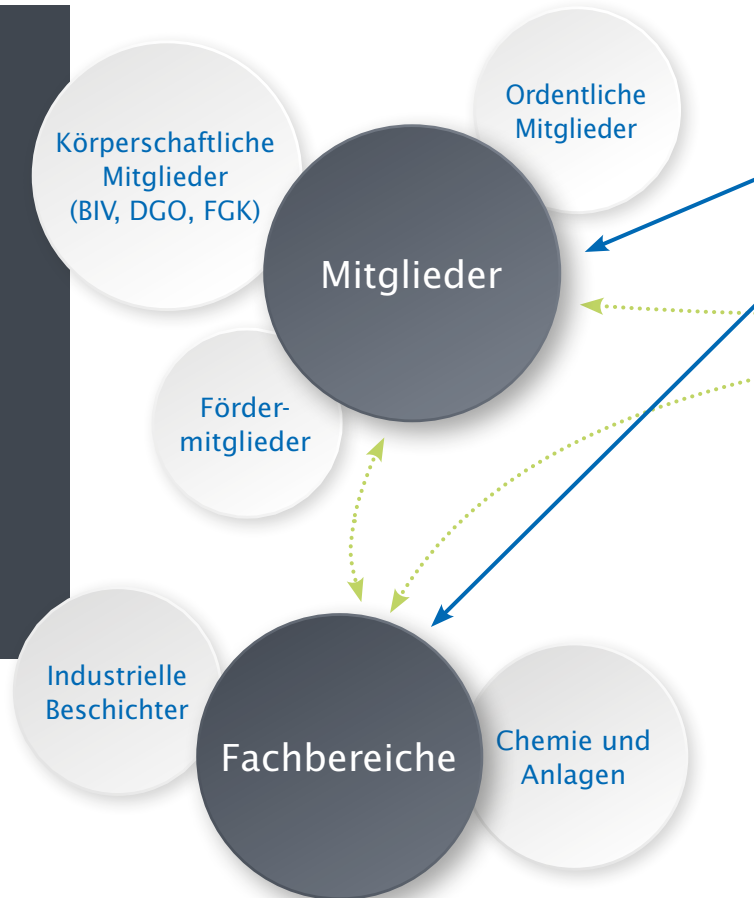 Körperschaftliche
Mitglieder
(BIV, DGO, FGK)
Ordentliche
Mitglieder
Mitglieder
Förder-
mitglieder
Industrielle
Beschichter
Fachbereiche
Chemie und
Anlagen